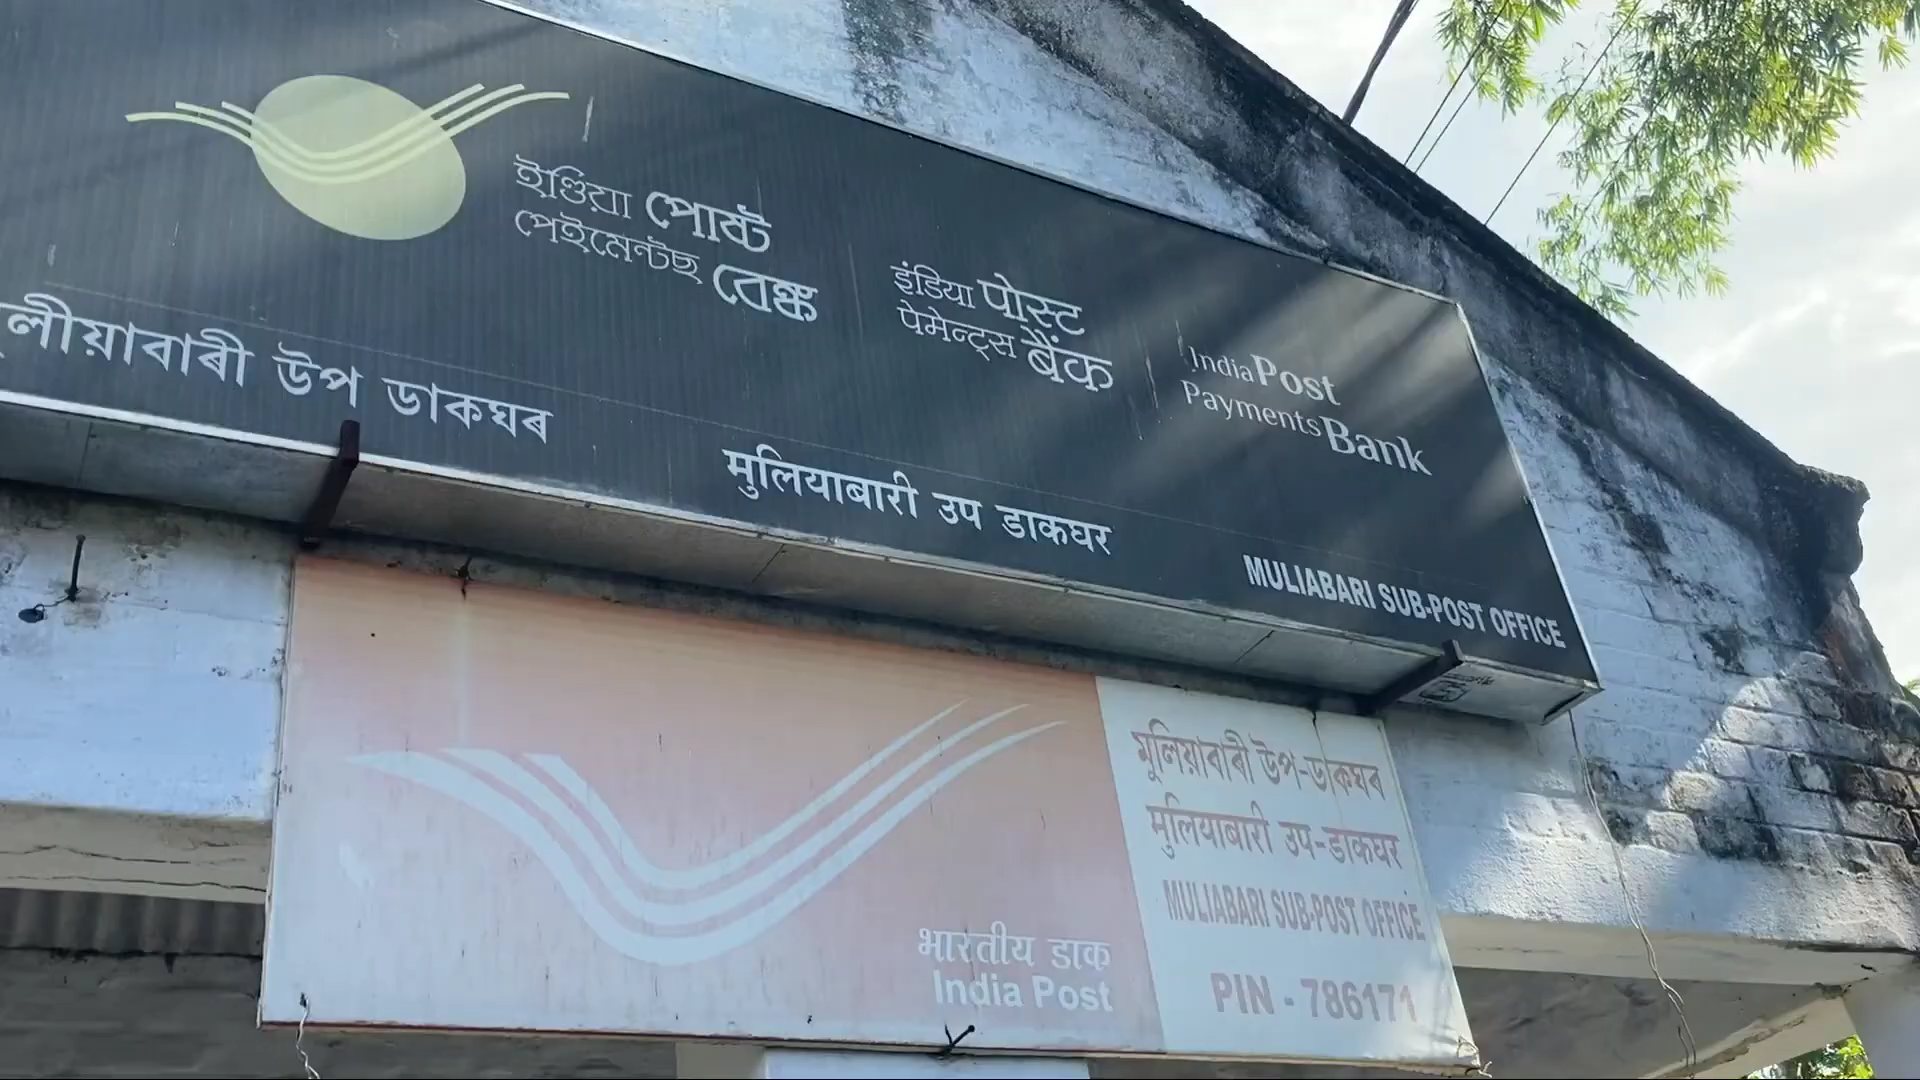 ইণ্ডিয়া পোষ্ট
পেইমেন্টছ বেঙ্ক
इंडिया पोस्ट
पेमेन्ट्स बैंक
India Post
Payments Bank
উপ ডাকঘৰ
मुलियाबारी उप डाकघर
MULIABARI SUB-POST OFFICE
भारतीय डाक
India Post
মুলিয়াবাৰী উপ-ডাকঘৰ
मुलियाबारी उप-डाकघर
MULIABARI SUB-POST OFFICE
PIN - 786171